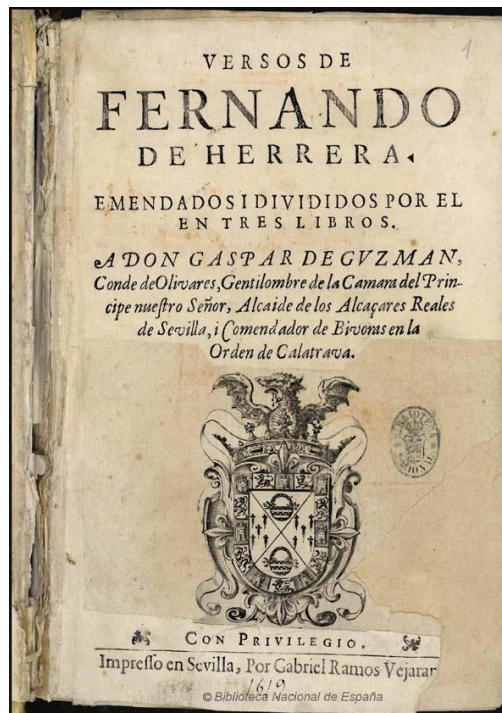 1
VERSOS DE
FERNANDO
DE HERRERA.
EMENDADOS I DIVIDIDOS POR EL
EN TRES LIBROS.
A DON GASPAR DE GVZMAN,
Conde de Olivares, Gentilombre de la Camara del Prin-
cipe nueſtro Señor, Alcaide de los Alcaçares Reales
de Sevilla, i Comendador de Bivoras en la
Orden de Calatrava.
CON PRIVILEGIO.
Impreſſo en Sevilla, Por Gabriel Ramos Vejaran
1619
© Biblioteca Nacional de España